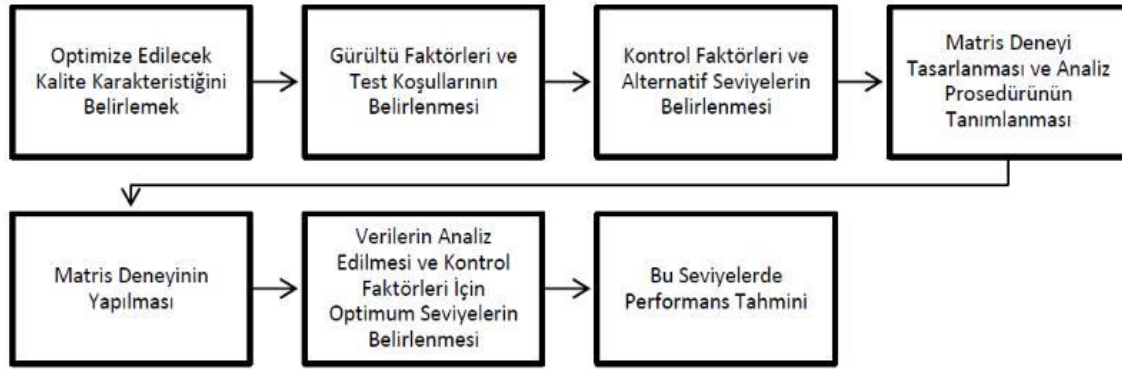 Optimize Edilecek
Kalite Karakteristiğini
Belirlemek
Gürültü Faktörleri ve
Test Koşullarının
Belirlenmesi
Kontrol Faktörleri ve
Alternatif Seviyelerin
Belirlenmesi
Matris Deneyi
Tasarlanması ve Analiz
Prosedürünün
Tanımlanması
Matris Deneyinin
Yapılması
Verilerin Analiz
Edilmesi ve Kontrol
Faktörleri İçin
Optimum Seviyelerin
Belirlenmesi
Bu Seviyelerde
Performans Tahmini